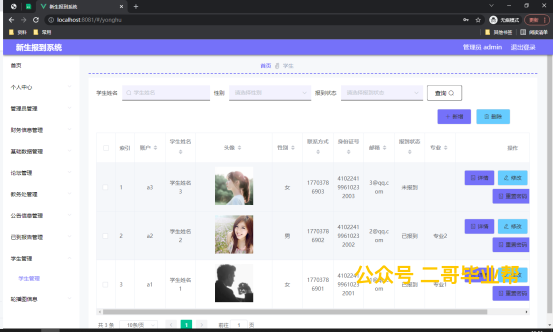 新生报到系统
localhost:8081/#/yonghu
无痕模式
更新
资料
常用
其他书签
阅读清单
新生报到系统
管理员 admin
退出登录
首页
个人中心
管理员管理
财务信息管理
基础数据管理
论坛管理
教务处管理
公告信息管理
已到报表管理
学生管理
学生管理
轮播图信息
首页 学生
学生姓名 学生姓名 性别 请选择性别 报到状态 请选择报到状态 查询
新增 删除
索引 账户 学生姓名 头像 性别 联系方式 身份证号码 邮箱 报到状态 专业 操作
1 a3 学生姓名3 女 17703786903 410224199610232003 3@qq.com 未报到 详情 修改 重置密码
2 a2 学生姓名2 男 17703786902 410224199610232002 2@qq.com 已报到 专业2 详情 修改 重置密码
3 a1 学生姓名1 女 17703786901 410224199610232001 已报到 专业1 修改 重置密码
公众号 二哥毕业帮
共 3 条 10条/页 1 前往 1 页